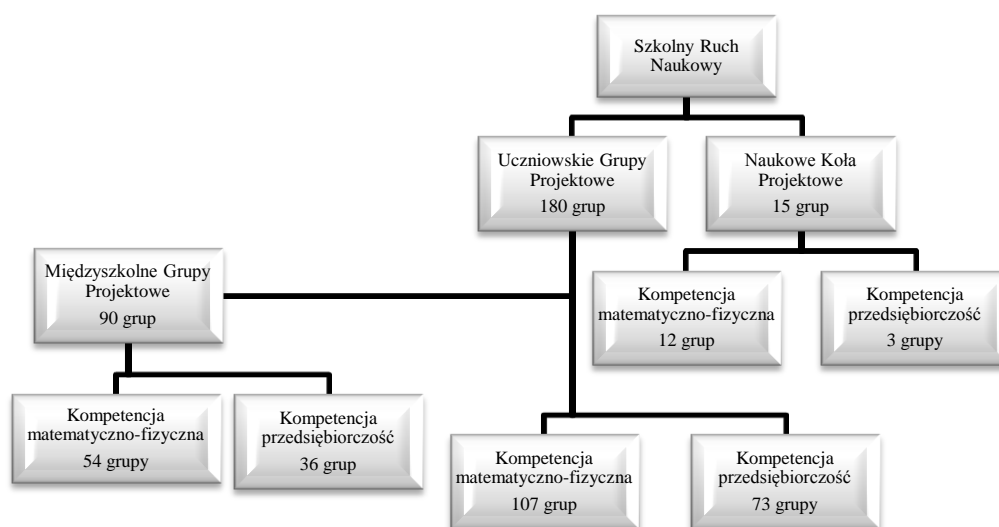 Szkolny Ruch
Naukowy
Uczniowskie Grupy
Projektowe
180 grup
Naukowe Koła
Projektowe
15 grup
Międzyszkolne Grupy
Projektowe
90 grup
Kompetencja
matematyczno-fizyczna
12 grup
Kompetencja
przedsiębiorczość
3 grupy
Kompetencja
matematyczno-fizyczna
54 grupy
Kompetencja
przedsiębiorczość
36 grup
Kompetencja
matematyczno-fizyczna
107 grup
Kompetencja
przedsiębiorczość
73 grupy